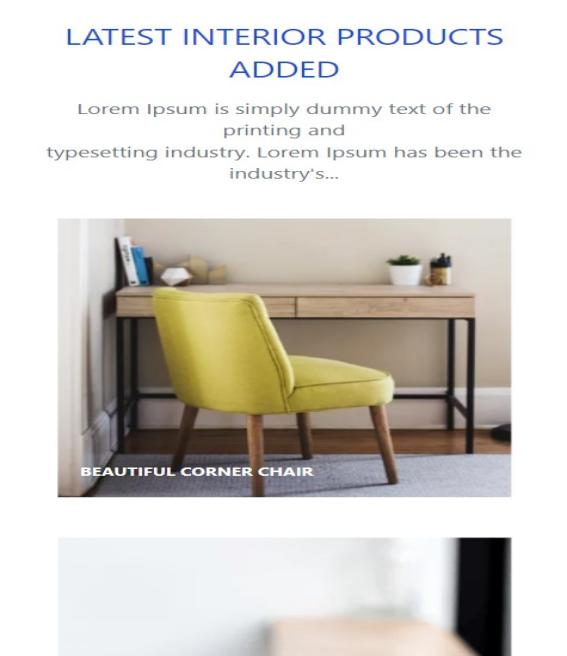 LATEST INTERIOR PRODUCTS
ADDED
Lorem Ipsum is simply dummy text of the
printing and
typesetting industry. Lorem Ipsum has been the
industry's...
BEAUTIFUL CORNER CHAIR